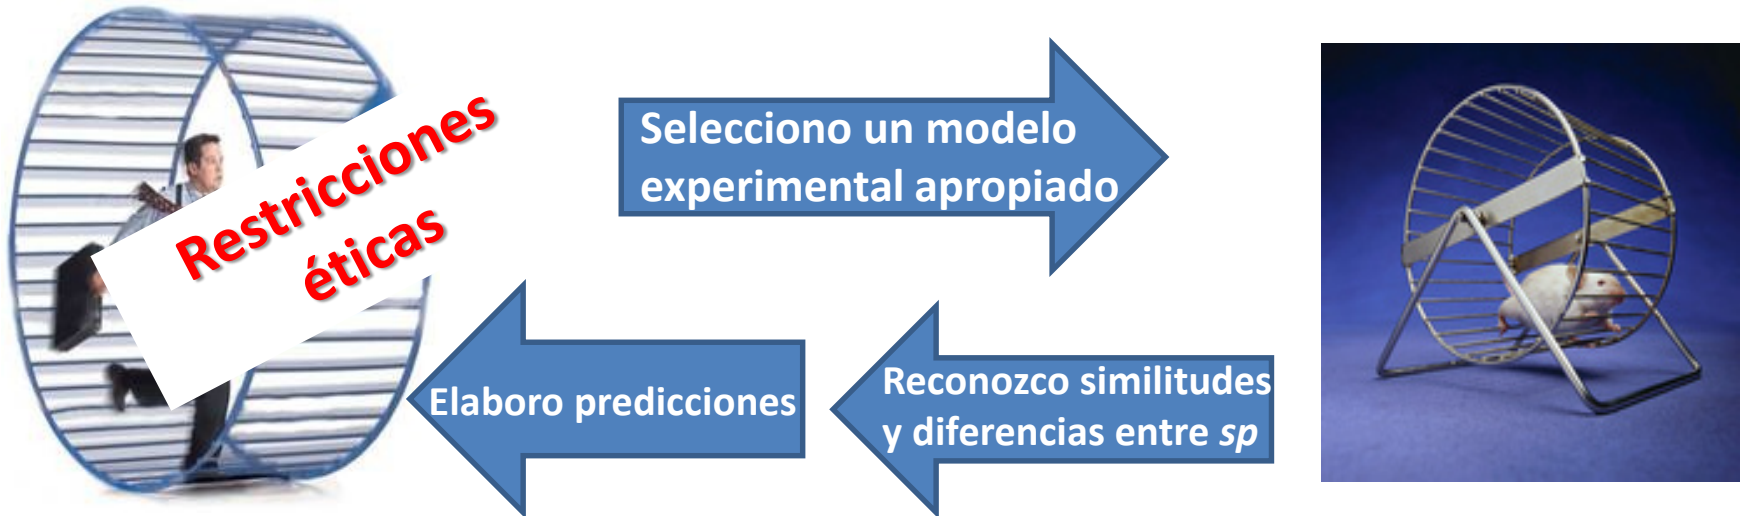 Restricciones
éticas
Selecciono un modelo
experimental apropiado
Elaboro predicciones
Reconozco similitudes
y diferencias entre sp